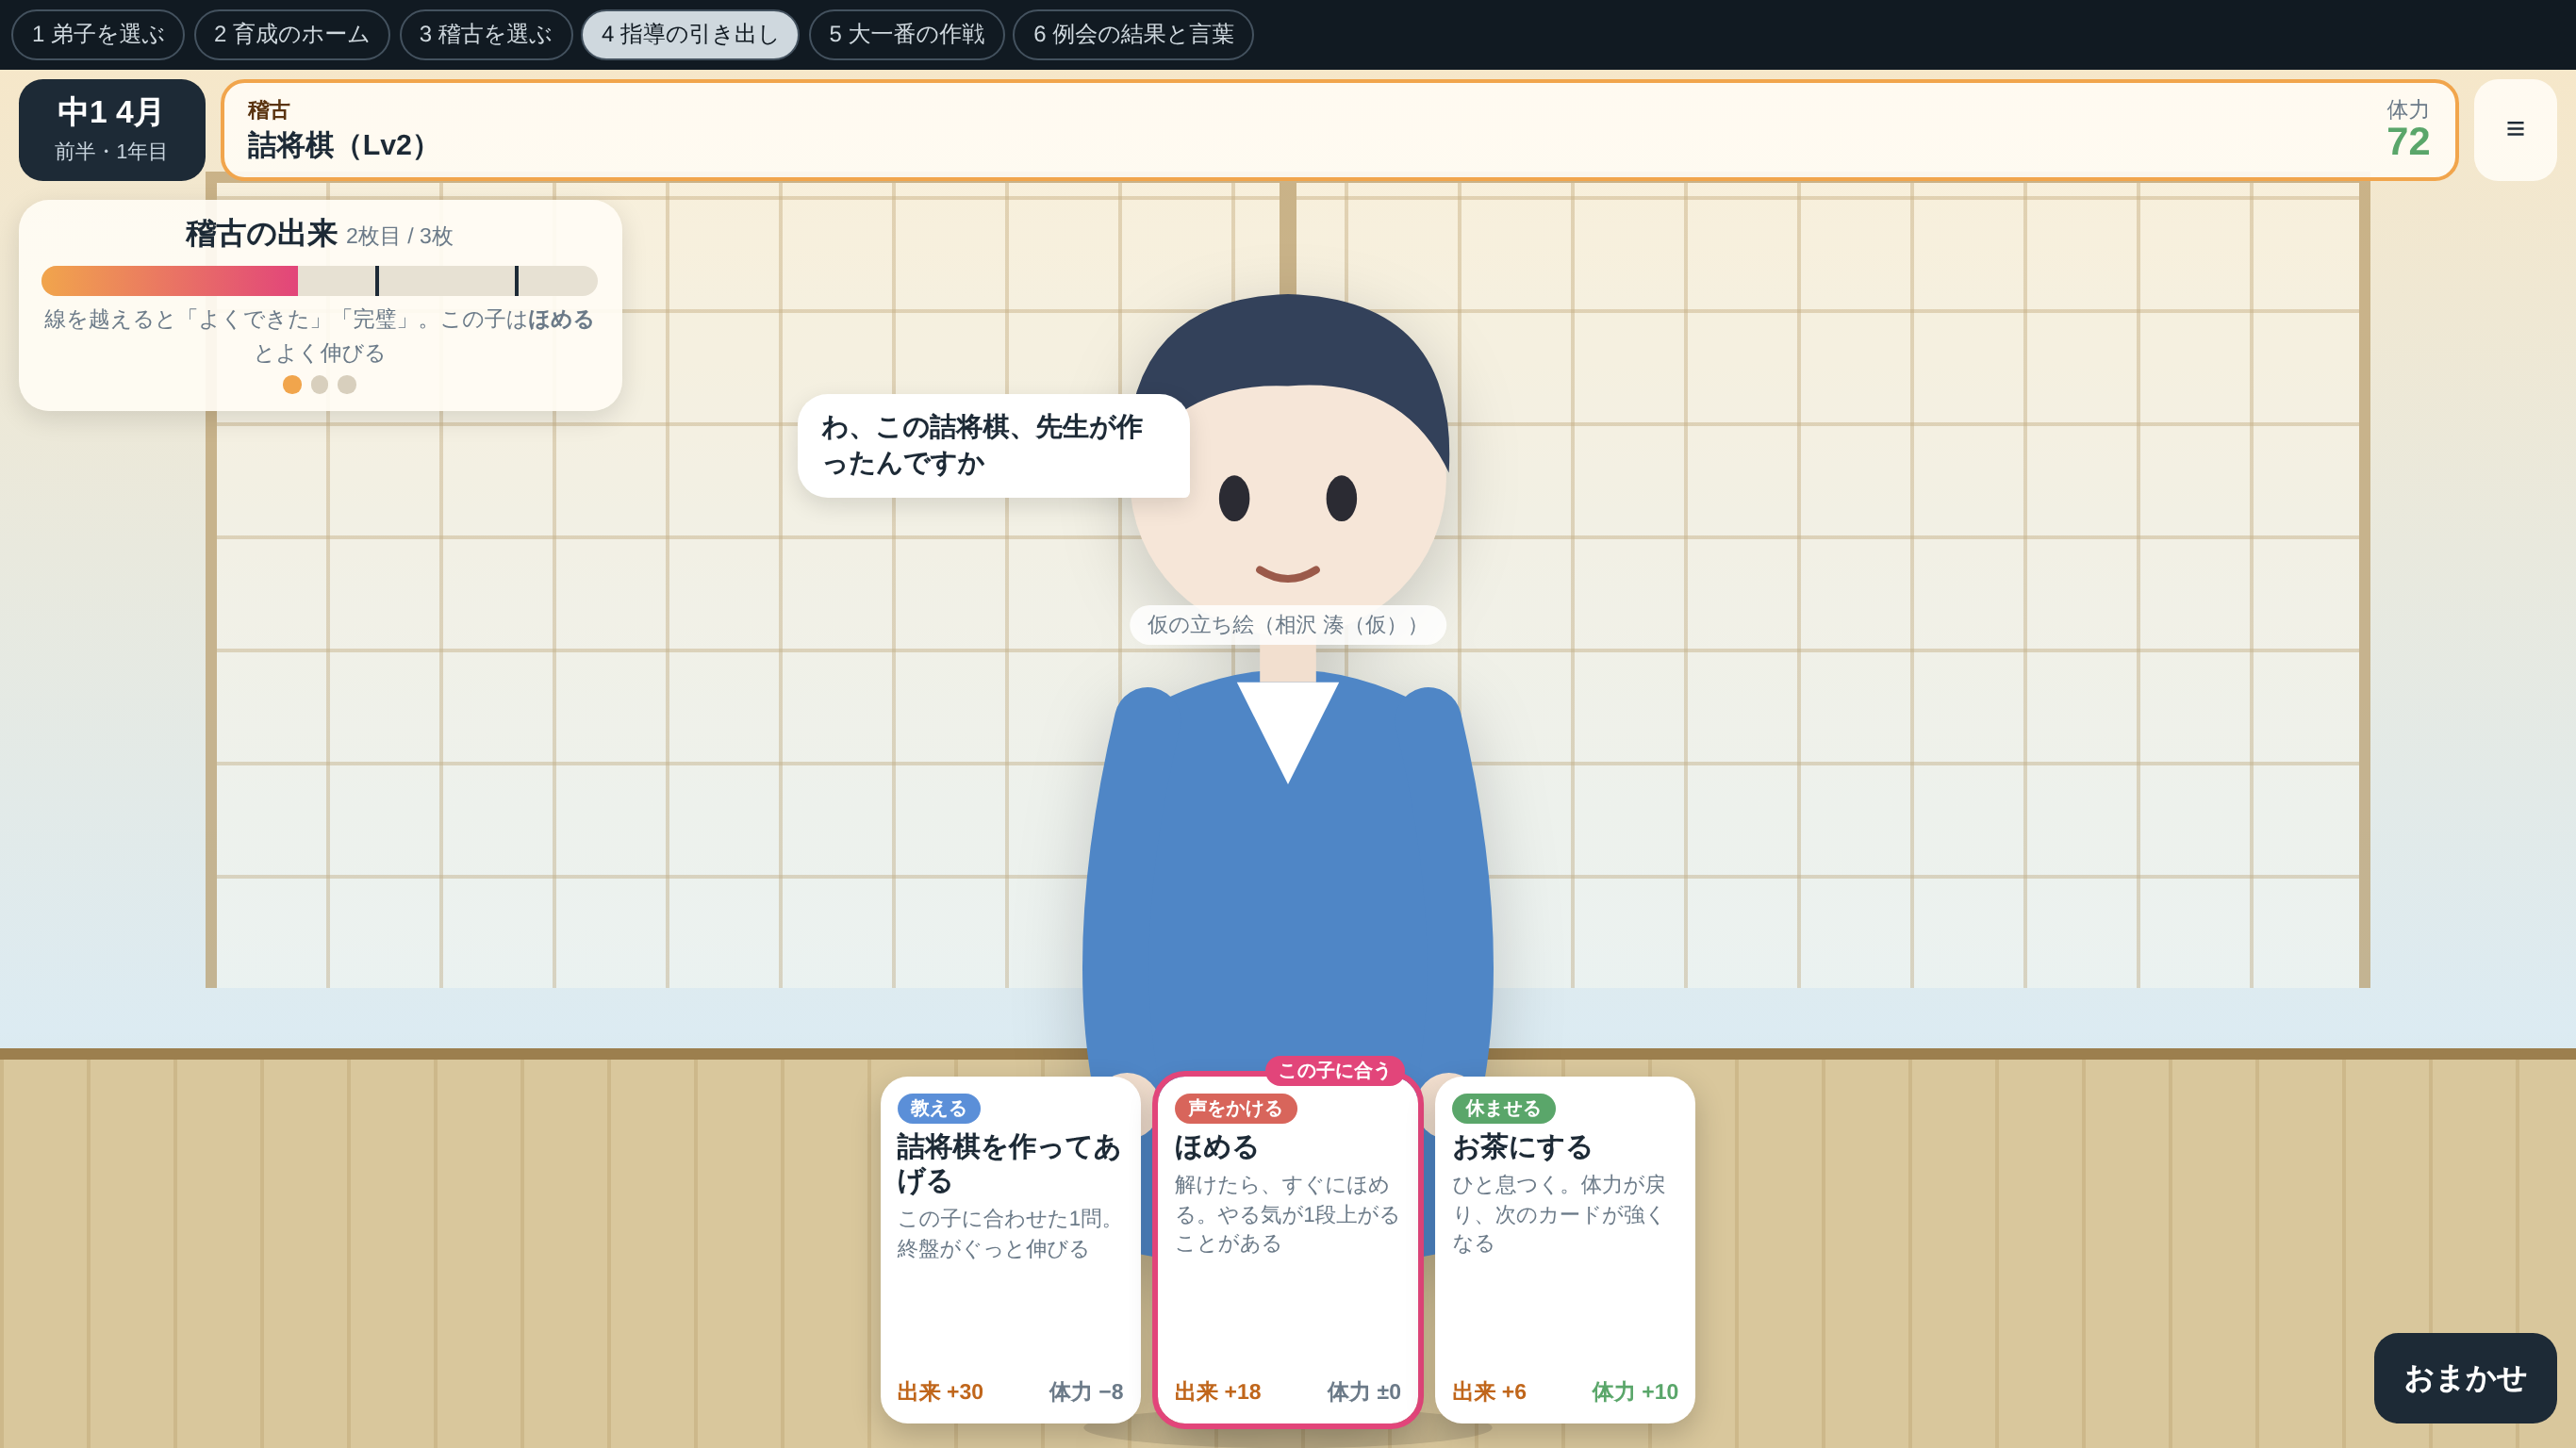 1 弟子を選ぶ
2 育成のホーム
3 稽古を選ぶ
4 指導の引き出し
5 大一番の作戦
6 例会の結果と言葉
中1 4月
前半・1年目
稽古
詰将棋（Lv2）
体力
72
≡
稽古の出来 2枚目 / 3枚
線を越えると「よくできた」「完璧」。この子はほめる
とよく伸びる
わ、この詰将棋、先生が作
ったんですか
仮の立ち絵（相沢 湊（仮））
教える
詰将棋を作ってあ
げる
この子に合わせた1問。
終盤がぐっと伸びる
出来 +30
体力 −8
この子に合う
声をかける
ほめる
解けたら、すぐにほめ
る。やる気が1段上がる
ことがある
出来 +18
体力 ±0
休ませる
お茶にする
ひと息つく。体力が戻
り、次のカードが強く
なる
出来 +6
体力 +10
おまかせ